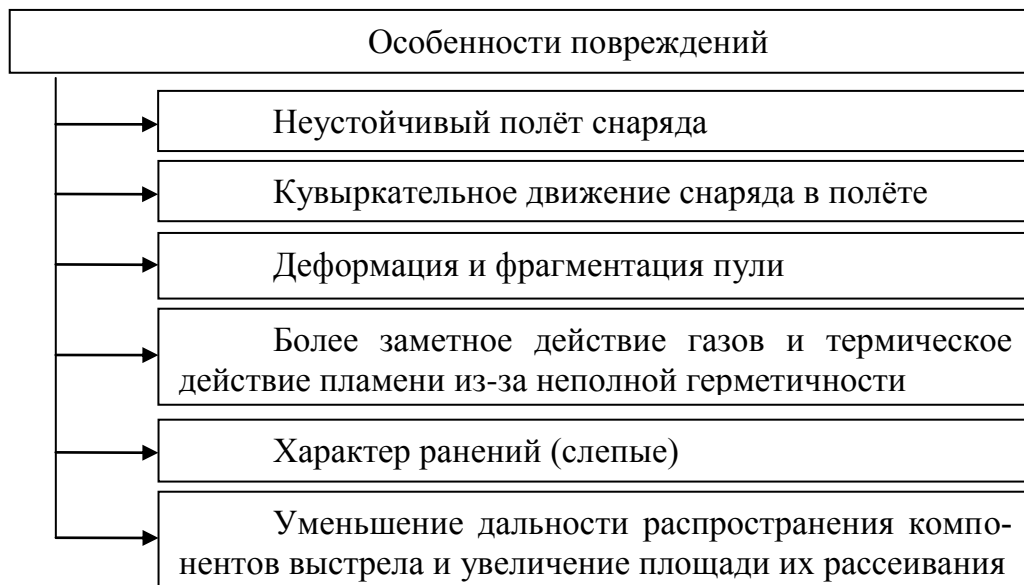 Особенности повреждений
Неустойчивый полёт снаряда
Кувыркательное движение снаряда в полёте
Деформация и фрагментация пули
Более заметное действие газов и термическое
действие пламени из-за неполной герметичности
Характер ранений (слепые)
Уменьшение дальности распространения компо-
нентов выстрела и увеличение площади их рассеивания